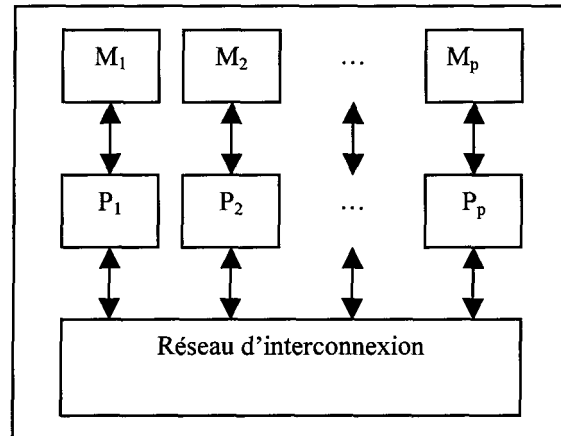 M₁ M₂ ... Mₚ
P₁ P₂ ... Pₚ
Réseau d'interconnexion